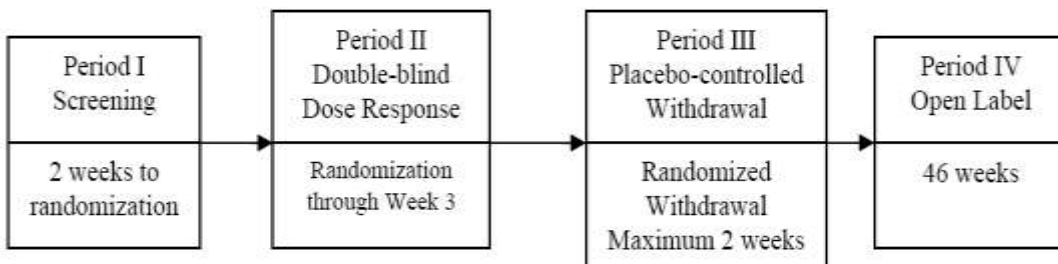 Period I
Screening
2 weeks to
randomization
Period II
Double-blind
Dose Response
Randomization
through Week 3
Period III
Placebo-controlled
Withdrawal
Randomized
Withdrawal
Maximum 2 weeks
Period IV
Open Label
46 weeks